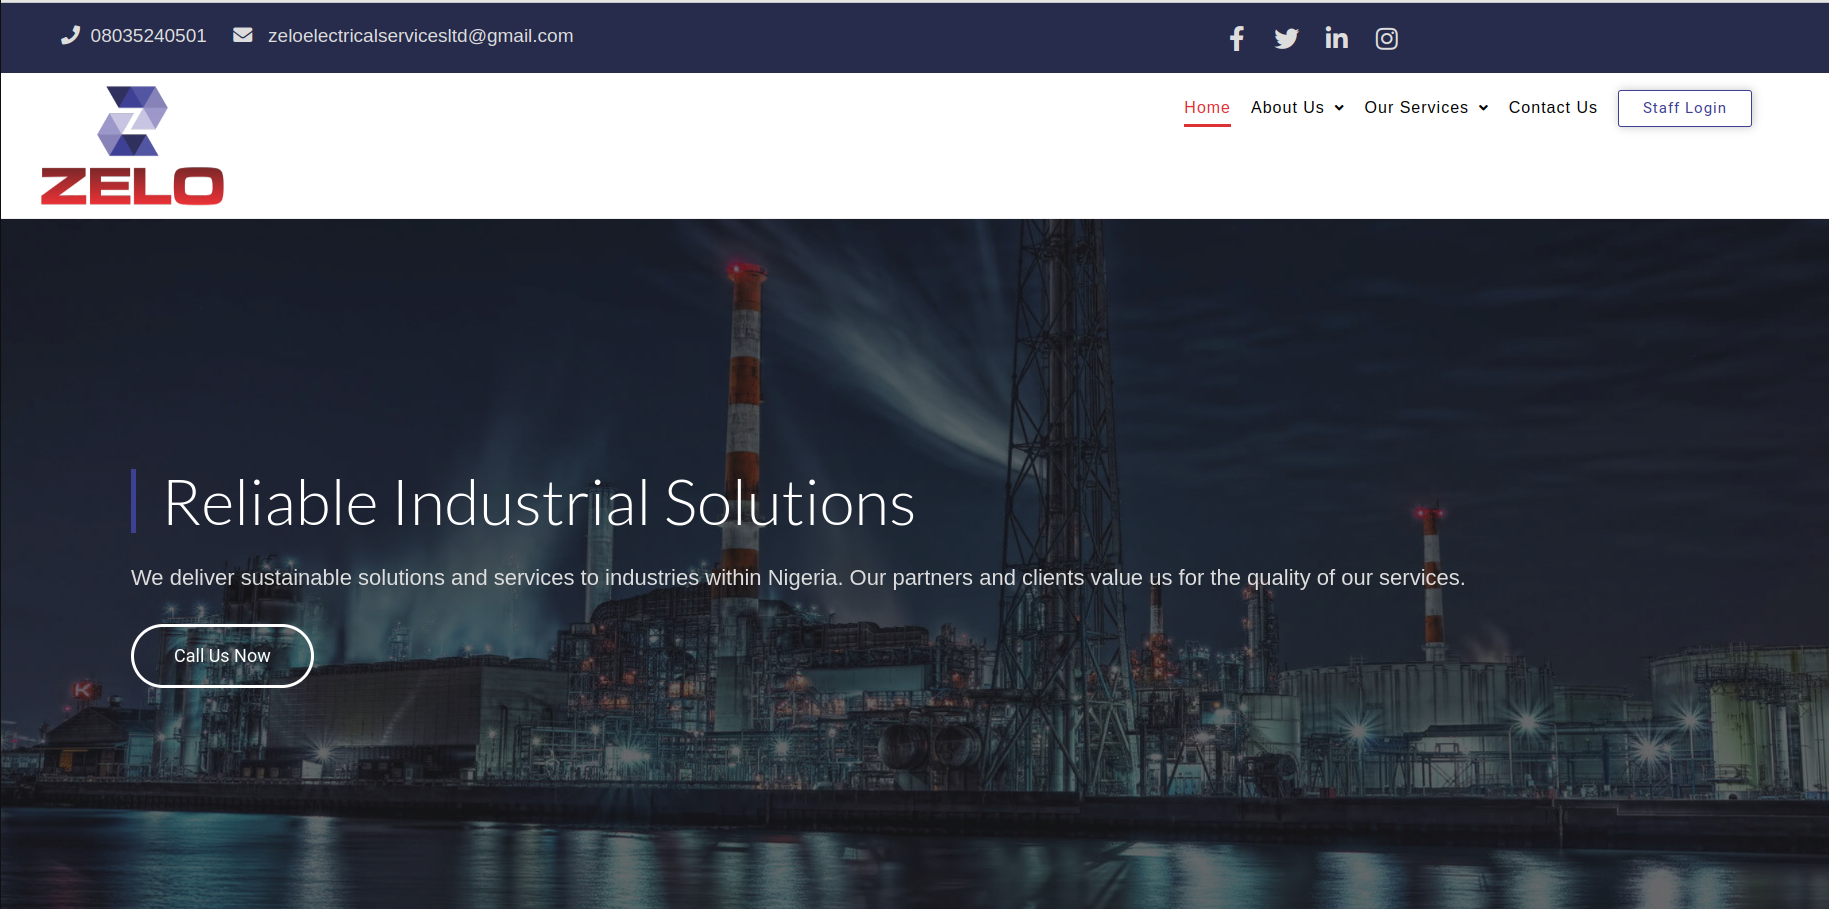 08035240501 zeloelectricalservicesltd@gmail.com
ZELO
Home About Us Our Services Contact Us Staff Login
Reliable Industrial Solutions
We deliver sustainable solutions and services to industries within Nigeria. Our partners and clients value us for the quality of our services.
Call Us Now
K